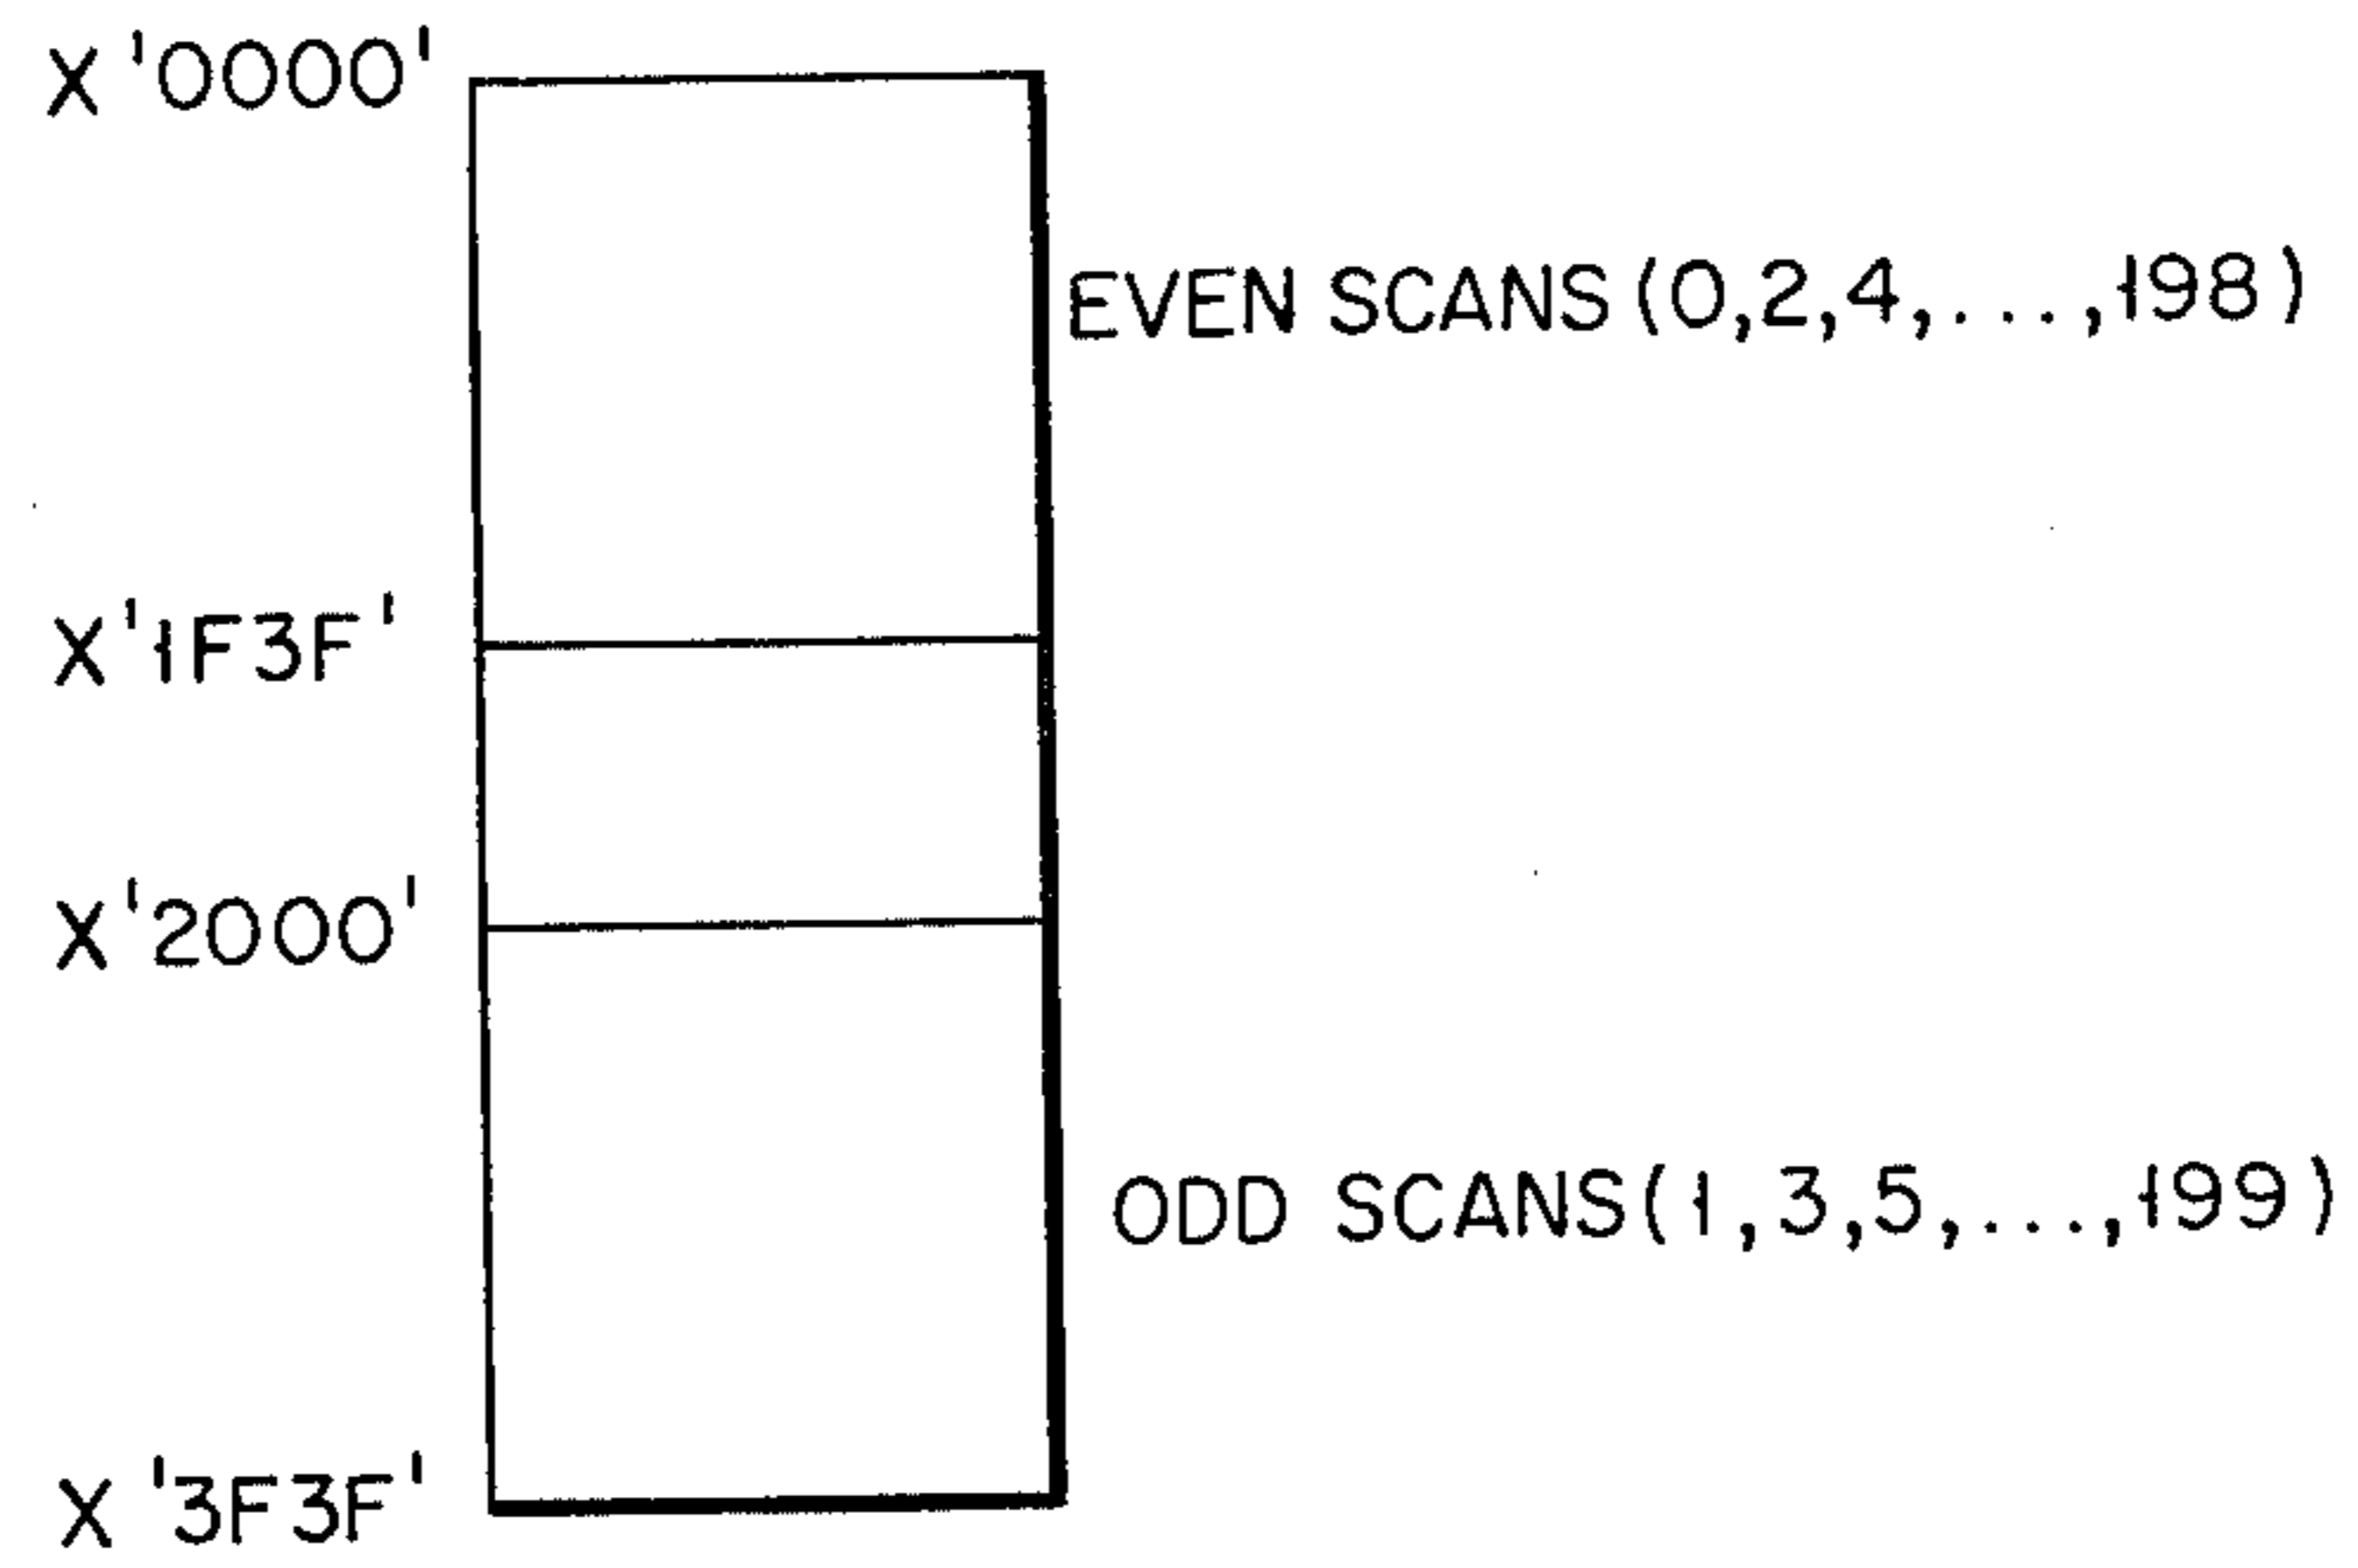 X'0000'
EVEN SCANS (0,2,4,...,198)
X'1F3F'
X'2000'
ODD SCANS (1,3,5,...,199)
X'3F3F'